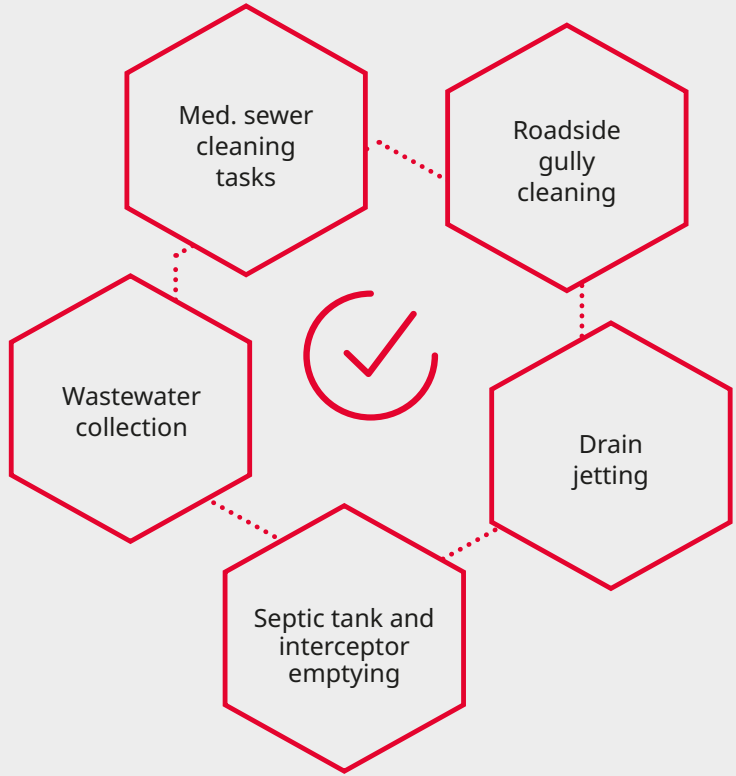 Med. sewer
cleaning
tasks
Roadside
gully
cleaning
Wastewater
collection
Drain
jetting
Septic tank and
interceptor
emptying